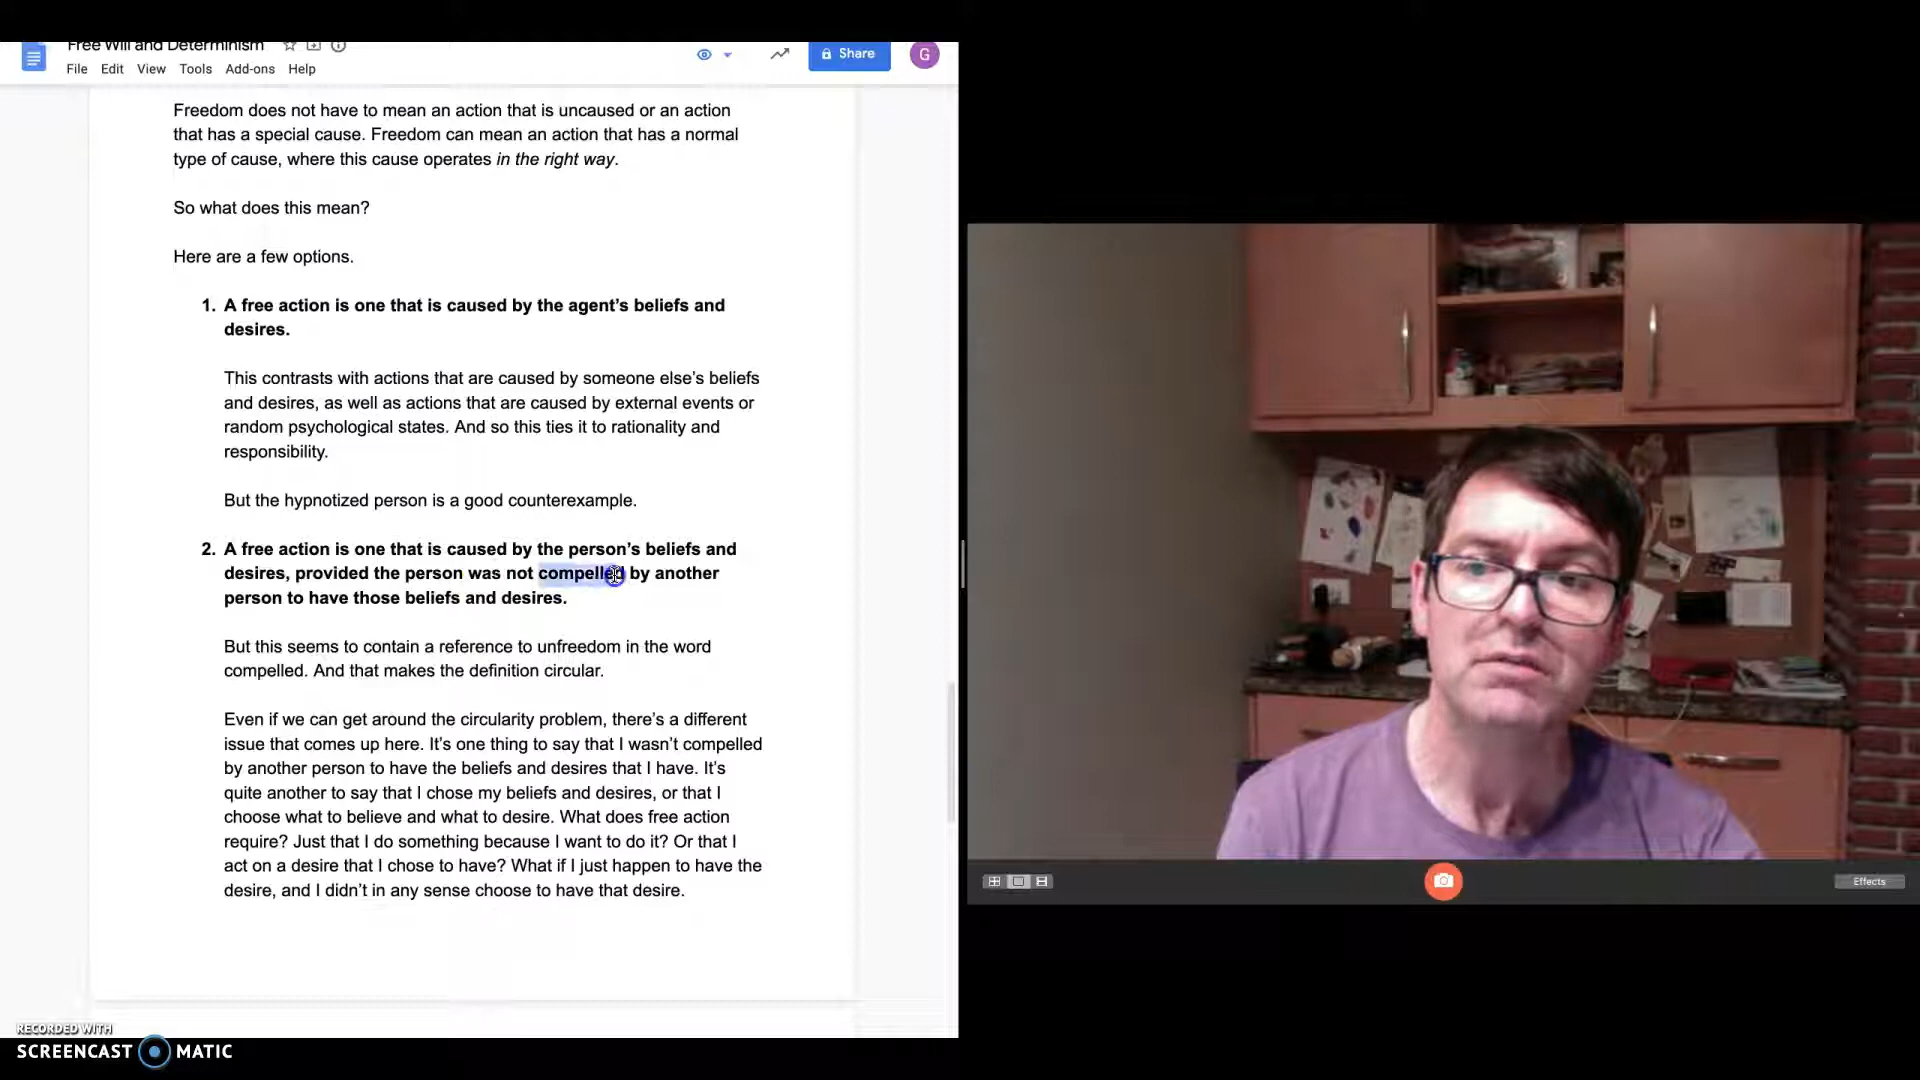 Free Will and Determinism
File Edit View Tools Add-ons Help
Share
G
Freedom does not have to mean an action that is uncaused or an action
that has a special cause. Freedom can mean an action that has a normal
type of cause, where this cause operates in the right way.
So what does this mean?
Here are a few options.
1. A free action is one that is caused by the agent’s beliefs and
desires.
This contrasts with actions that are caused by someone else’s beliefs
and desires, as well as actions that are caused by external events or
random psychological states. And so this ties it to rationality and
responsibility.
But the hypnotized person is a good counterexample.
2. A free action is one that is caused by the person’s beliefs and
desires, provided the person was not compelled by another
person to have those beliefs and desires.
But this seems to contain a reference to unfreedom in the word
compelled. And that makes the definition circular.
Even if we can get around the circularity problem, there’s a different
issue that comes up here. It’s one thing to say that I wasn’t compelled
by another person to have the beliefs and desires that I have. It’s
quite another to say that I chose my beliefs and desires, or that I
choose what to believe and what to desire. What does free action
require? Just that I do something because I want to do it? Or that I
act on a desire that I chose to have? What if I just happen to have the
desire, and I didn’t in any sense choose to have that desire.
Effects
RECORDED WITH
SCREENCAST MATIC